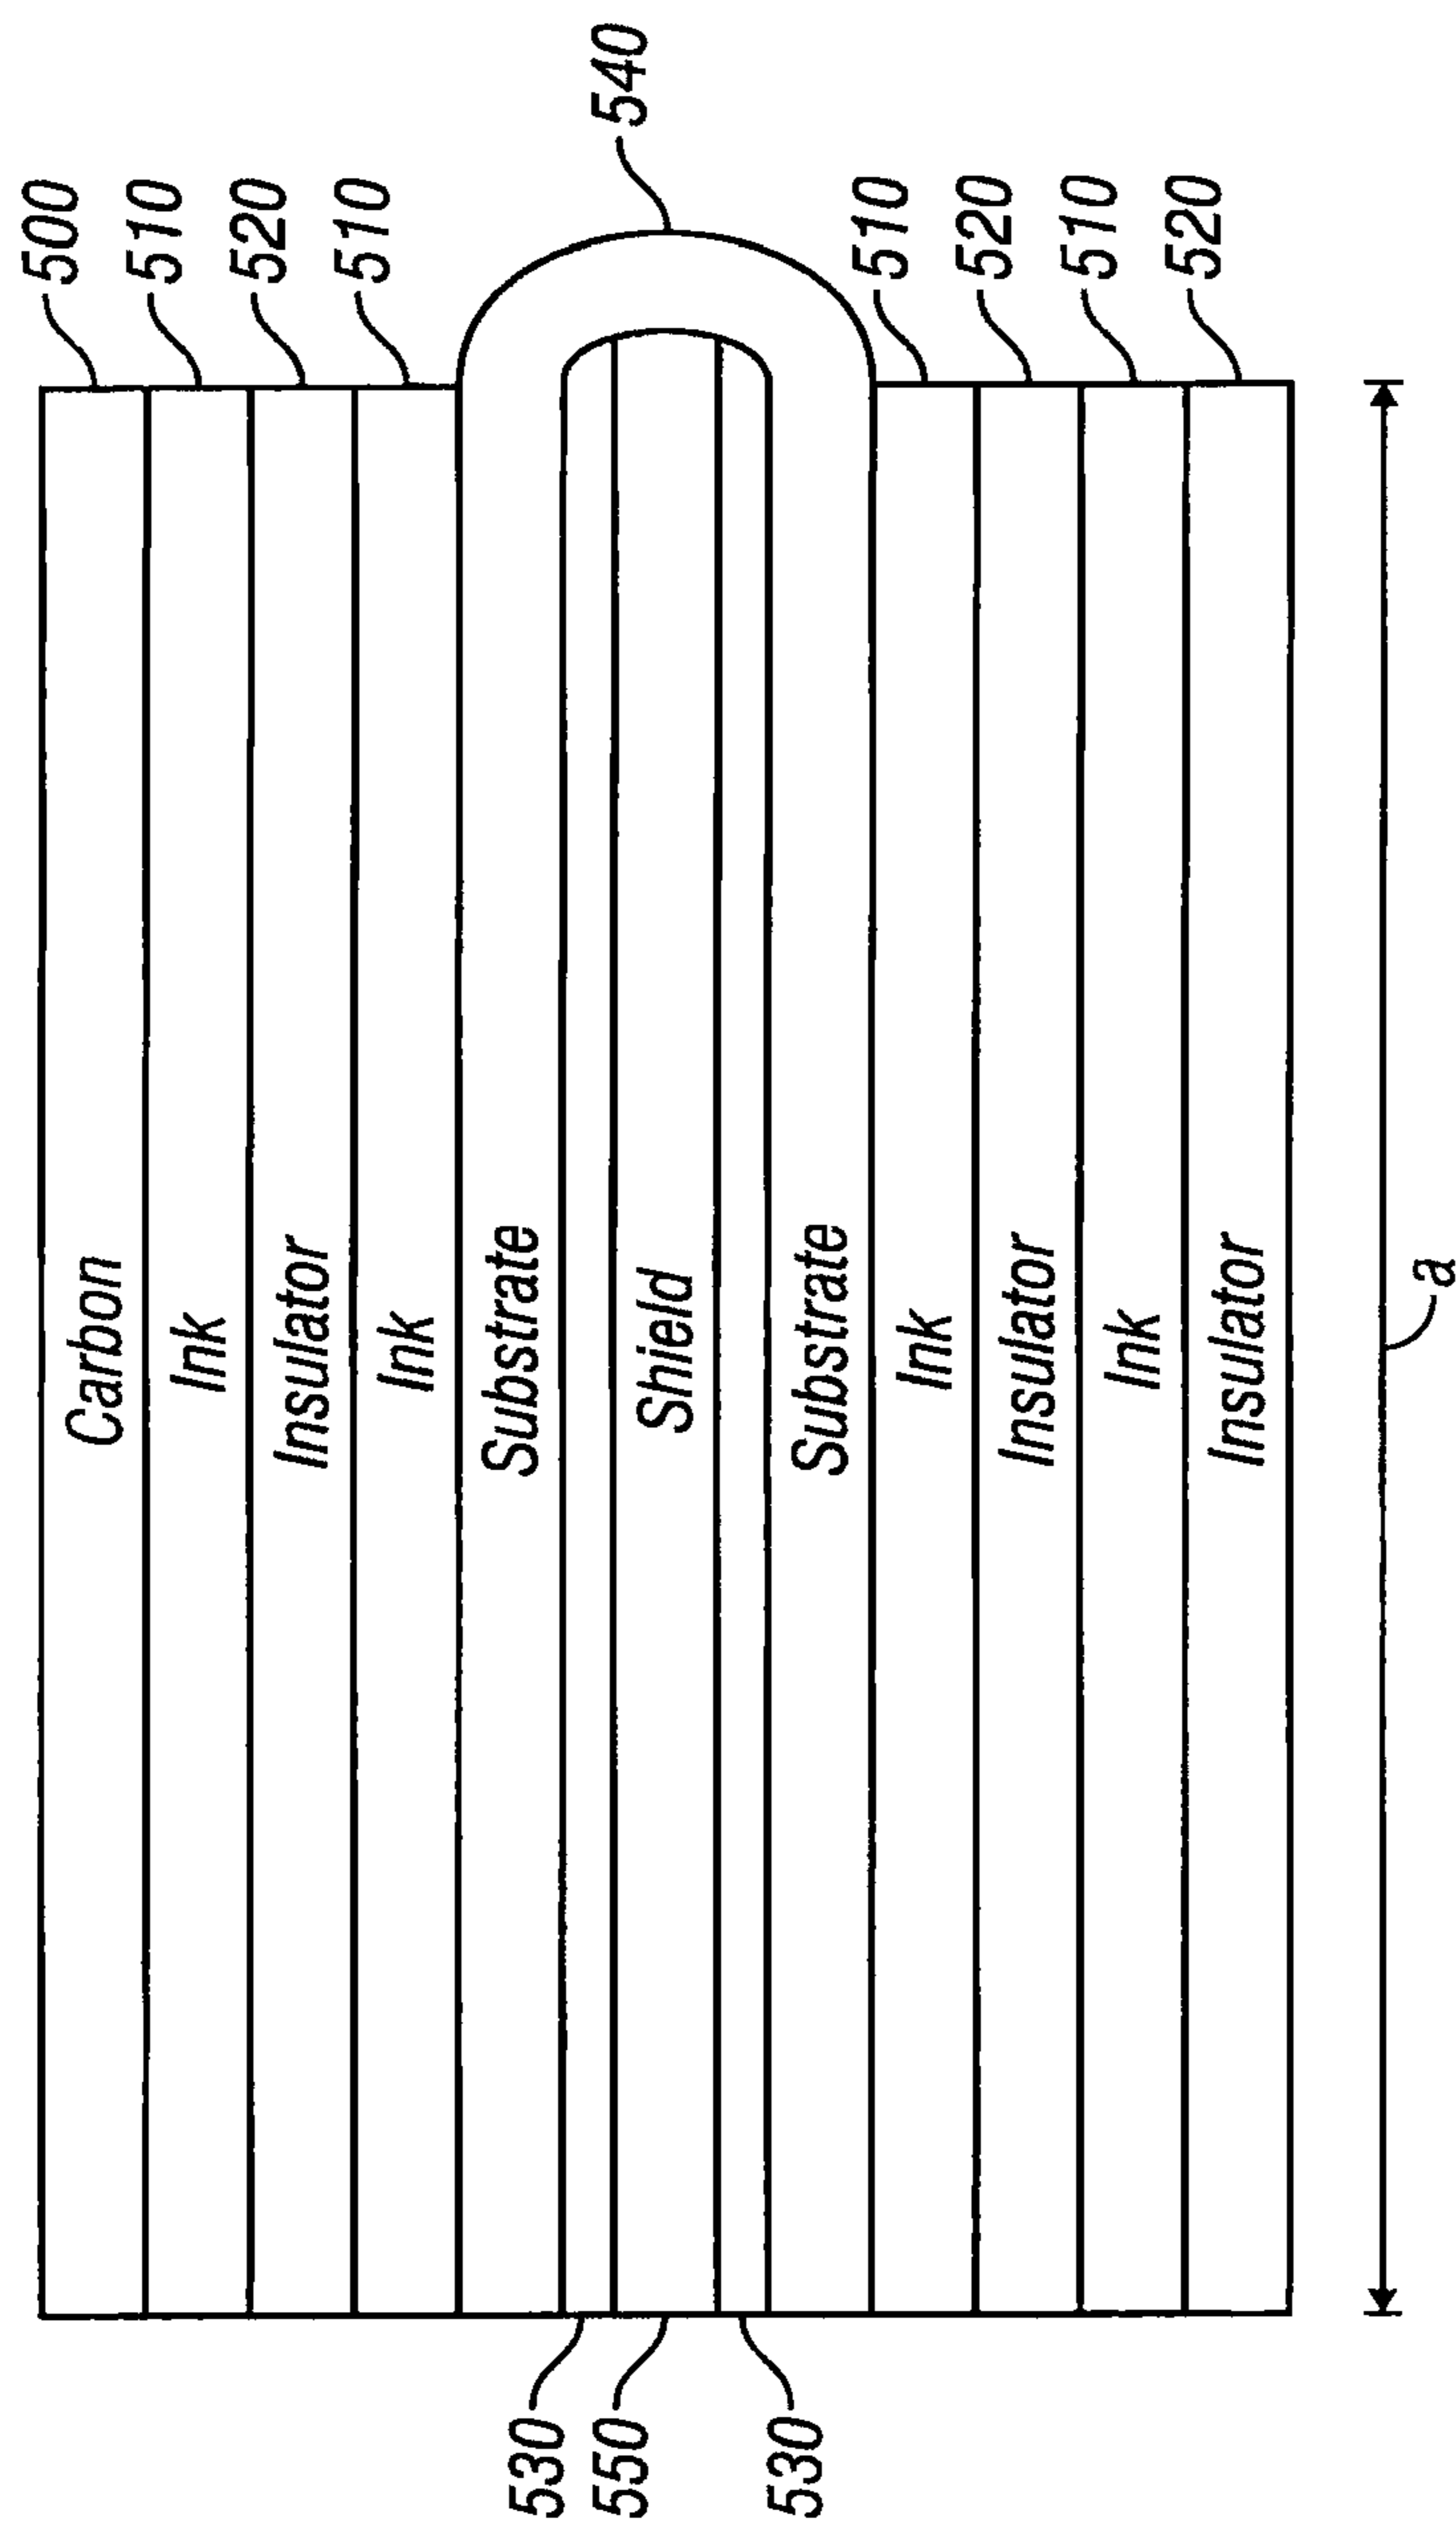 500
510
520
510
540
510
520
510
520
Carbon
Ink
Insulator
Ink
Substrate
Shield
Substrate
Ink
Insulator
Ink
Insulator
a
530
550
530